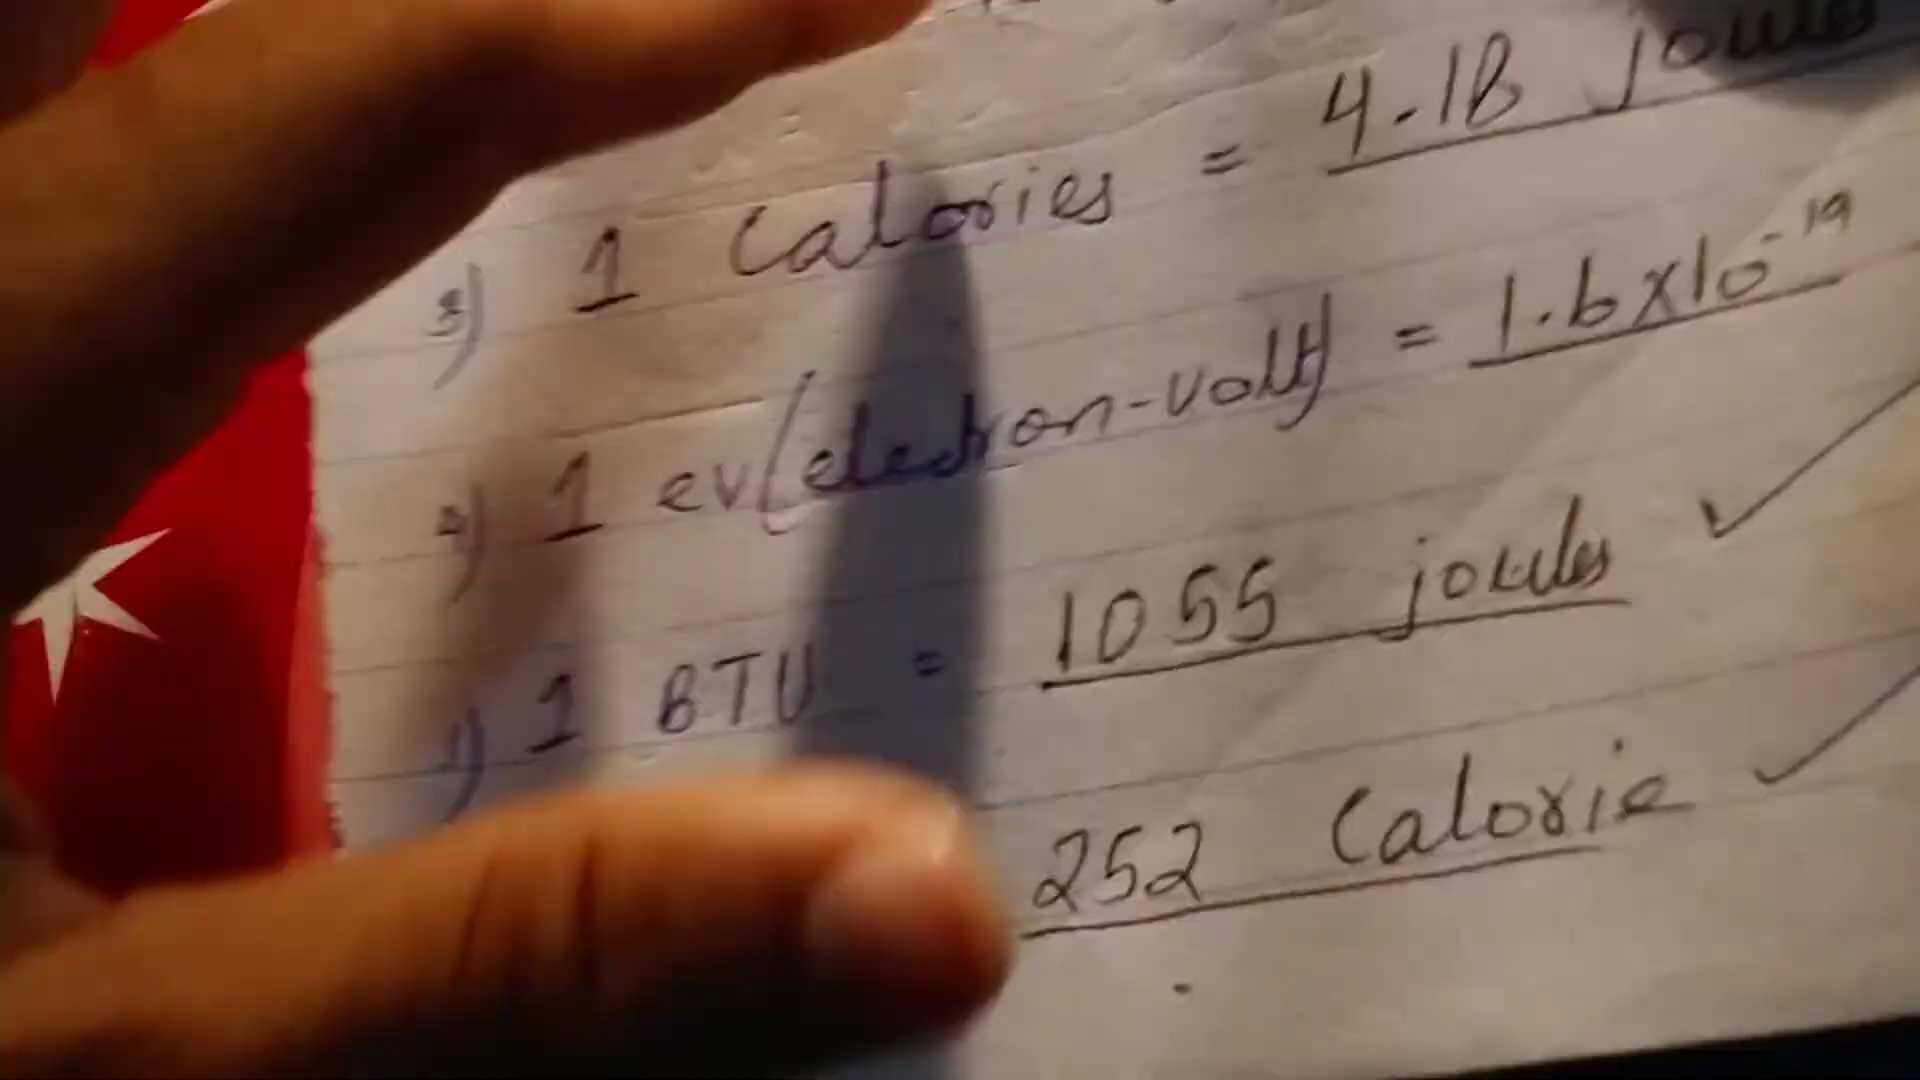 3) 1 Calories = 4.18 joules
4) 1 ev (electron-volt) = 1.6x10-19
1 BTU = 1055 joules
252 Calorie